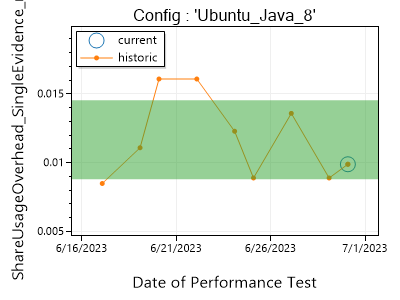 Config : 'Ubuntu_Java_8'
ShareUsageOverhead_SingleEvidence_
current
historic
0.015
0.01
0.005
6/16/2023
6/21/2023
6/26/2023
7/1/2023
Date of Performance Test